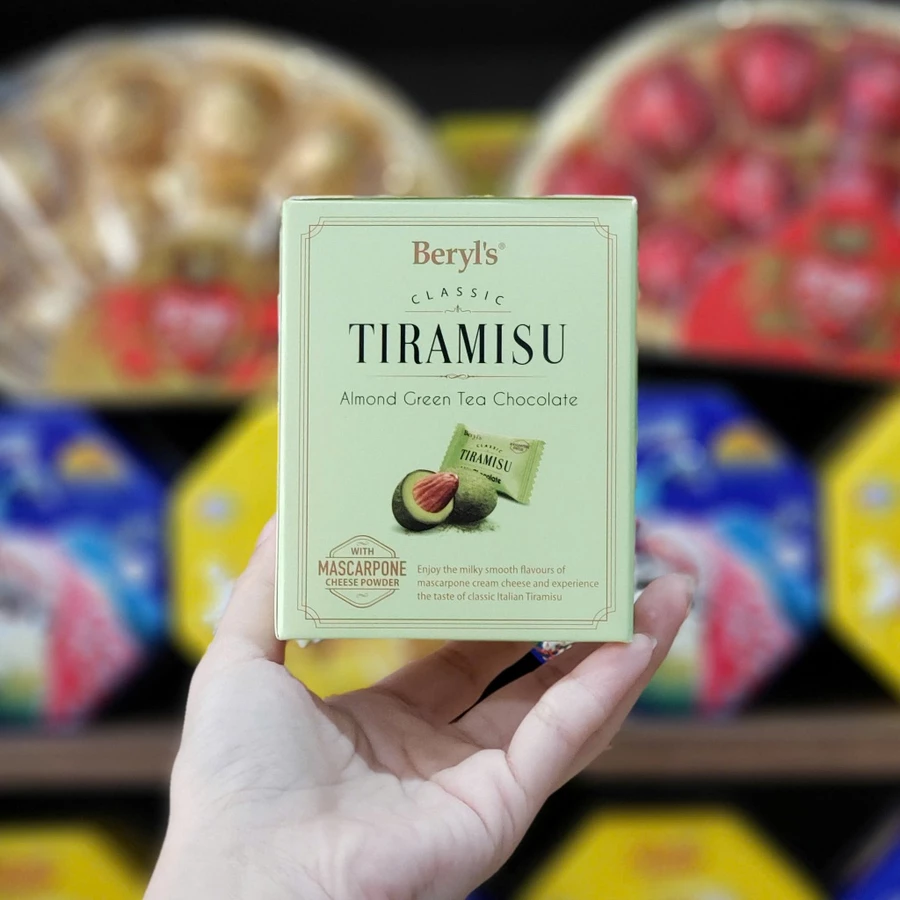 Beryl's®
CLASSIC
TIRAMISU
Almond Green Tea Chocolate
Beryl's
CLASSIC
TIRAMISU
WITH
MASCARPONE
CHEESE POWDER
Enjoy the milky smooth flavours of
mascarpone cream cheese and experience
the taste of classic Italian Tiramisu